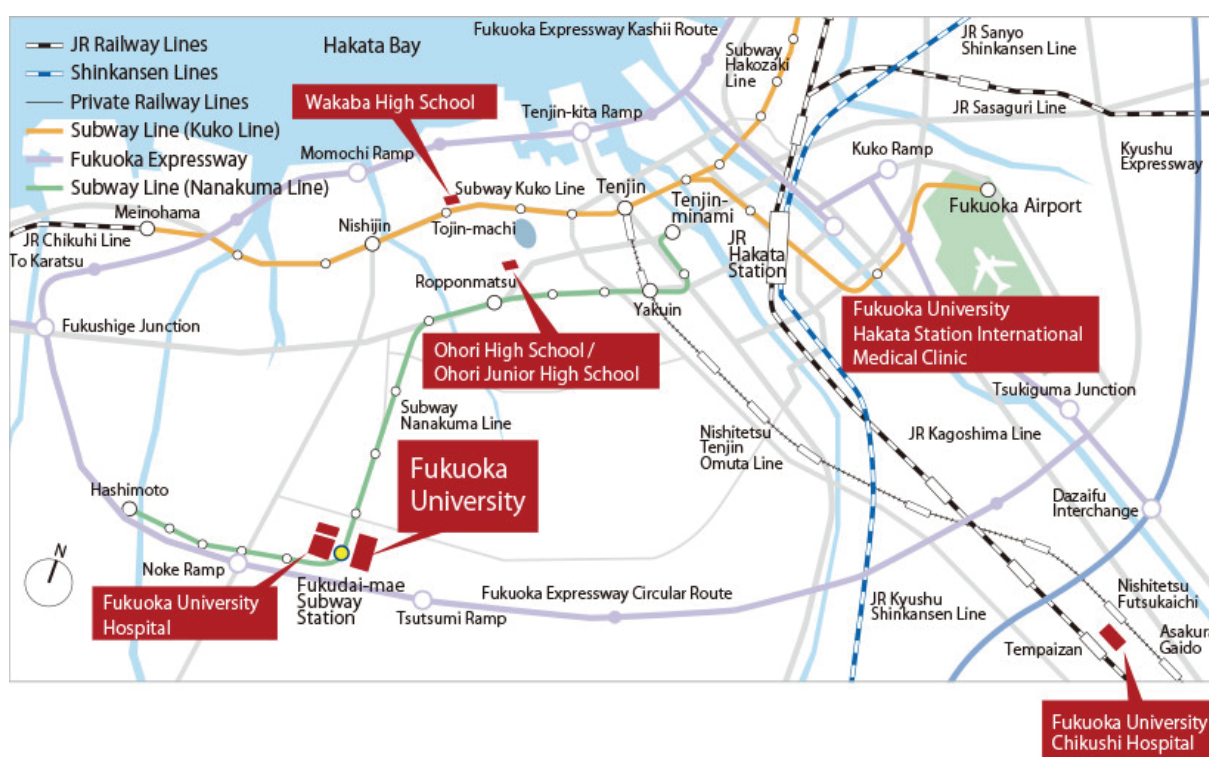 JR Railway Lines
Shinkansen Lines
Private Railway Lines
Subway Line (Kuko Line)
Fukuoka Expressway
Subway Line (Nanakuma Line)
Hakata Bay
Fukuoka Expressway Kashii Route
Subway
Hakozaki
Line
JR Sanyo
Shinkansen Line
JR Sasaguri Line
Kyushu
Expressway
Wakaba High School
Tenjin-kita Ramp
Momochi Ramp
Kuko Ramp
Subway Kuko Line
Tenjin
Tenjin-
minami
Fukuoka Airport
Meinohama
Nishijin
Tojin-machi
JR Chikuhi Line
To Karatsu
JR
Hakata
Station
Ropponmatsu
Yakuin
Fukushige Junction
Fukuoka University
Hakata Station International
Medical Clinic
Ohori High School /
Ohori Junior High School
Tsukiguma Junction
Subway
Nanakuma Line
Nishitetsu
Tenjin
Omuta Line
JR Kagoshima Line
Fukuoka
University
Hashimoto
Dazaifu
Interchange
N
Noke Ramp
Fukudai-mae
Subway
Station
Fukuoka University
Hospital
Tsutsumi Ramp
Fukuoka Expressway Circular Route
JR Kyushu
Shinkansen Line
Nishitetsu
Futsukaichi
Asakura
Gaido
Tempaizan
Fukuoka University
Chikushi Hospital